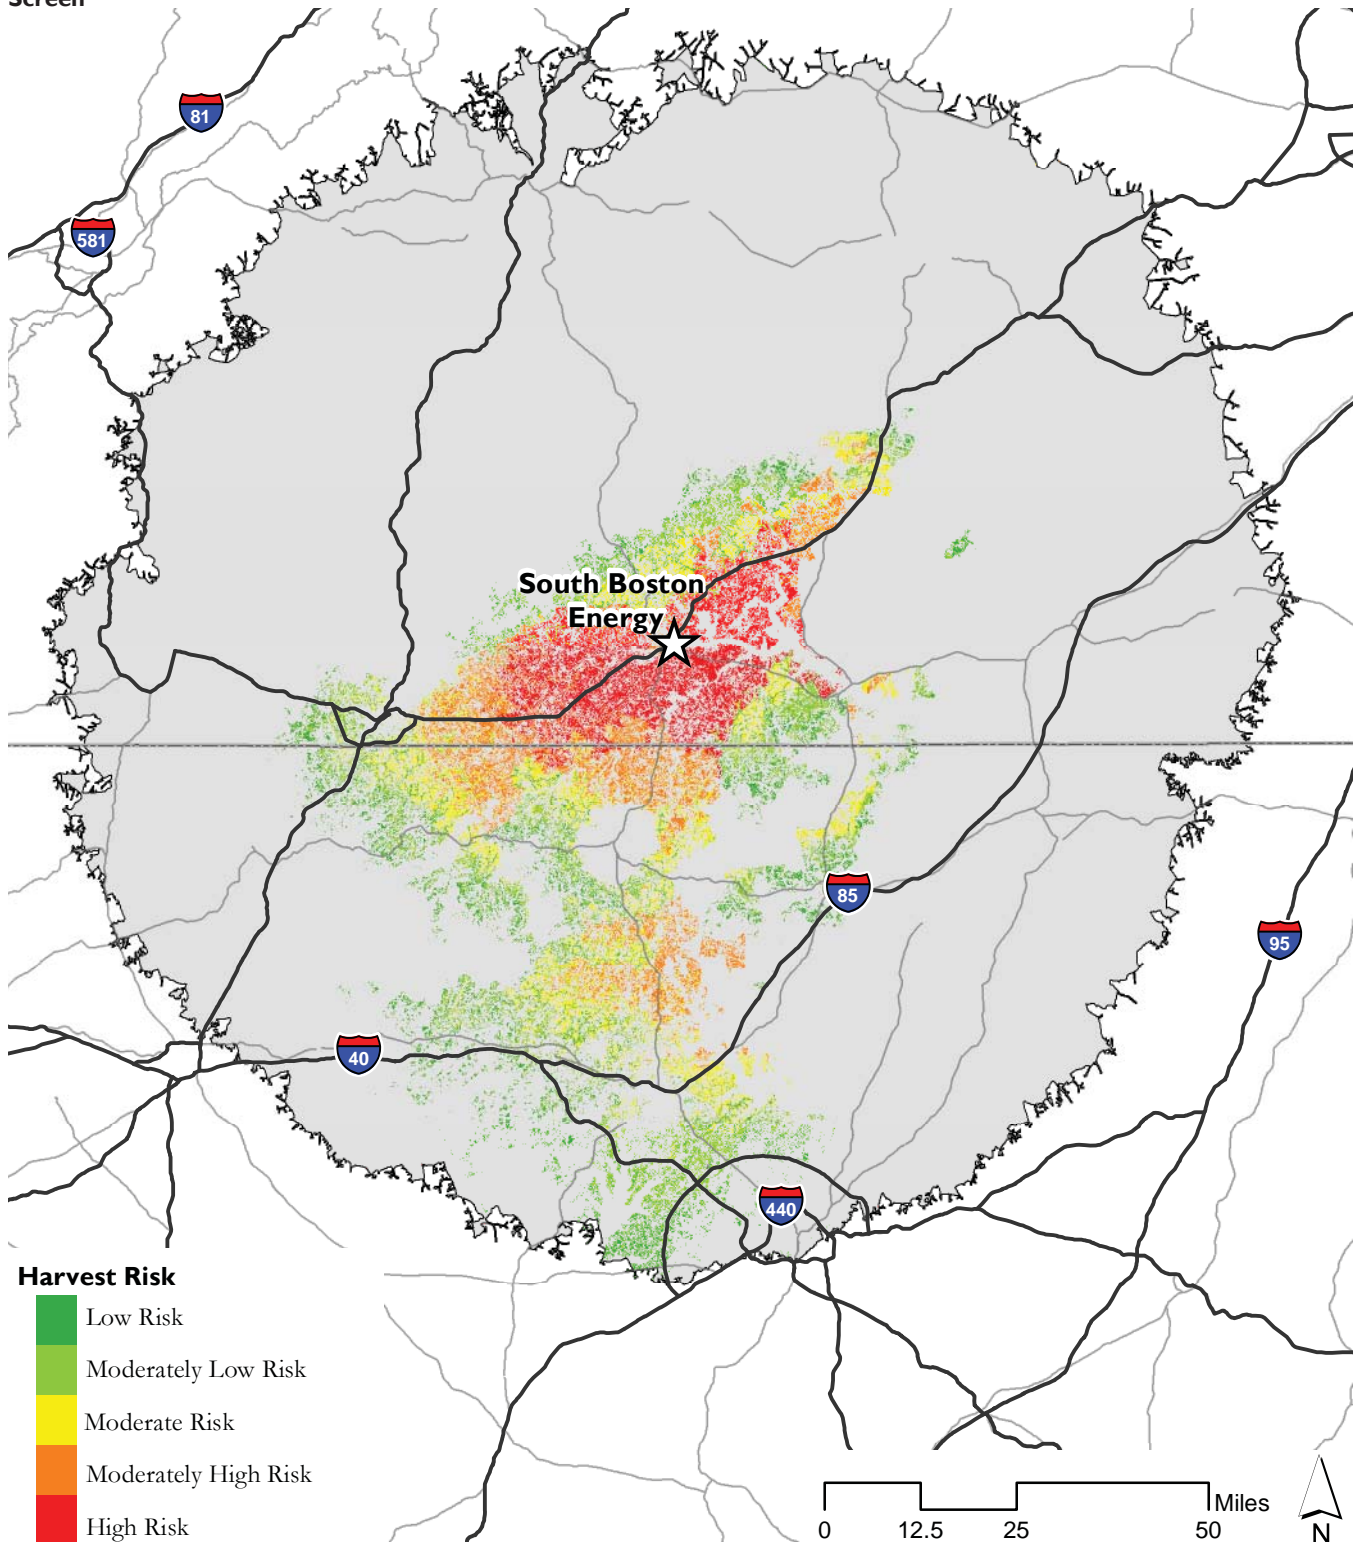 Screen
81
581
South Boston
Energy
85
95
40
440
Harvest Risk
Low Risk
Moderately Low Risk
Moderate Risk
Moderately High Risk
High Risk
Miles
0 12.5 25 50
N